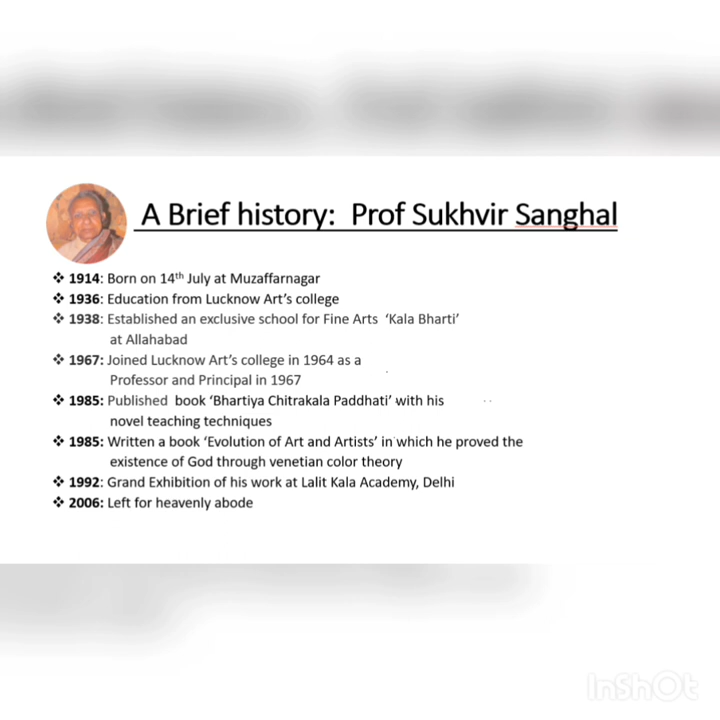 A Brief history: Prof Sukhvir Sanghal
❖ 1914: Born on 14th July at Muzaffarnagar
❖ 1936: Education from Lucknow Art’s college
❖ 1938: Established an exclusive school for Fine Arts ‘Kala Bharti’
at Allahabad
❖ 1967: Joined Lucknow Art’s college in 1964 as a
Professor and Principal in 1967
❖ 1985: Published book ‘Bhartiya Chitrakala Paddhati’ with his
novel teaching techniques
❖ 1985: Written a book ‘Evolution of Art and Artists’ in which he proved the
existence of God through venetian color theory
❖ 1992: Grand Exhibition of his work at Lalit Kala Academy, Delhi
❖ 2006: Left for heavenly abode
InShOt